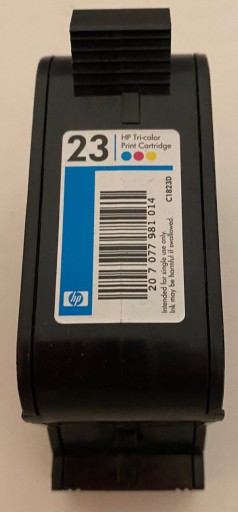 23
HP Tri-color
Print Cartridge
C1823D
20 7 077 981 014
Intended for single use only.
Ink may be harmful if swallowed.
hp